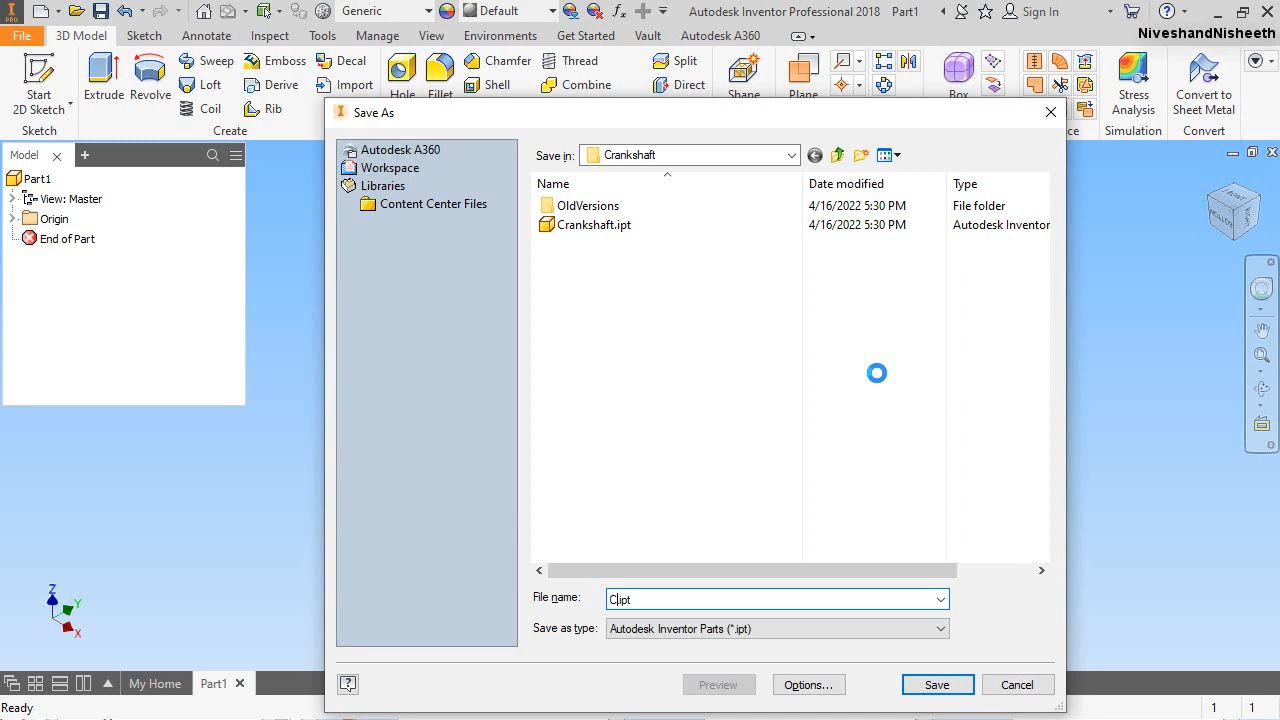 PRO
Generic
Default
Autodesk Inventor Professional 2018 Part1
Sign In
File
3D Model
Sketch
Annotate
Inspect
Tools
Manage
View
Environments
Get Started
Vault
Autodesk A360
NiveshandNisheeth
Start
2D Sketch
Extrude
Revolve
Sweep
Emboss
Decal
Loft
Derive
Import
Coil
Rib
Hole
Fillet
Chamfer
Thread
Shell
Combine
Split
Direct
Shape
Plane
Box
Stress
Analysis
Convert to
Sheet Metal
Sketch
Create
Simulation
Convert
Model
Part1
View: Master
Origin
End of Part
Save As
Autodesk A360
Workspace
Libraries
Content Center Files
Save in:
Crankshaft
Name
Date modified
Type
OldVersions
4/16/2022 5:30 PM
File folder
Crankshaft.ipt
4/16/2022 5:30 PM
Autodesk Inventor
File name:
C.ipt
Save as type:
Autodesk Inventor Parts (*.ipt)
Preview
Options...
Save
Cancel
FRONT
BOTTOM
Z
Y
X
My Home
Part1
Ready
1
1